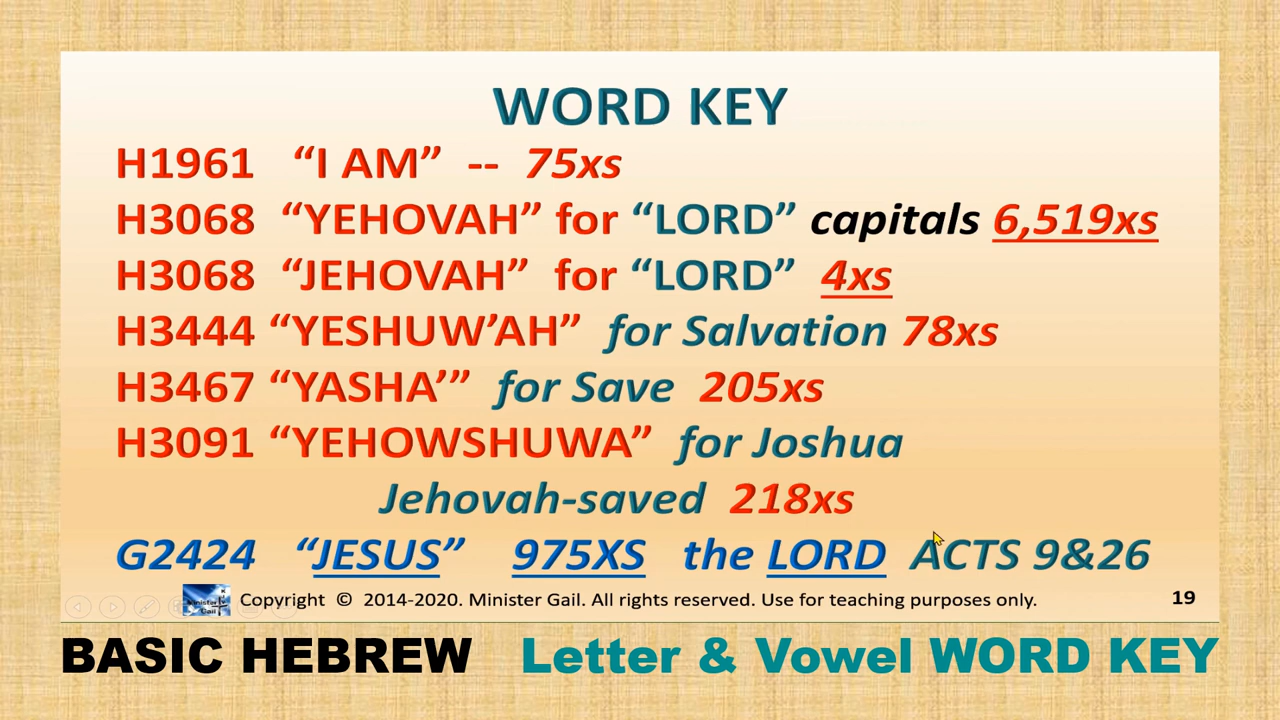 WORD KEY
H1961 “I AM” -- 75xs
H3068 “YEHOVAH” for “LORD” capitals 6,519xs
H3068 “JEHOVAH” for “LORD” 4xs
H3444 “YESHUW’AH” for Salvation 78xs
H3467 “YASHA’” for Save 205xs
H3091 “YEHOWSHUWA” for Joshua
Jehovah-saved 218xs
G2424 “JESUS” 975XS the LORD ACTS 9&26
Minister Gail
Copyright © 2014-2020. Minister Gail. All rights reserved. Use for teaching purposes only. 19
BASIC HEBREW Letter & Vowel WORD KEY